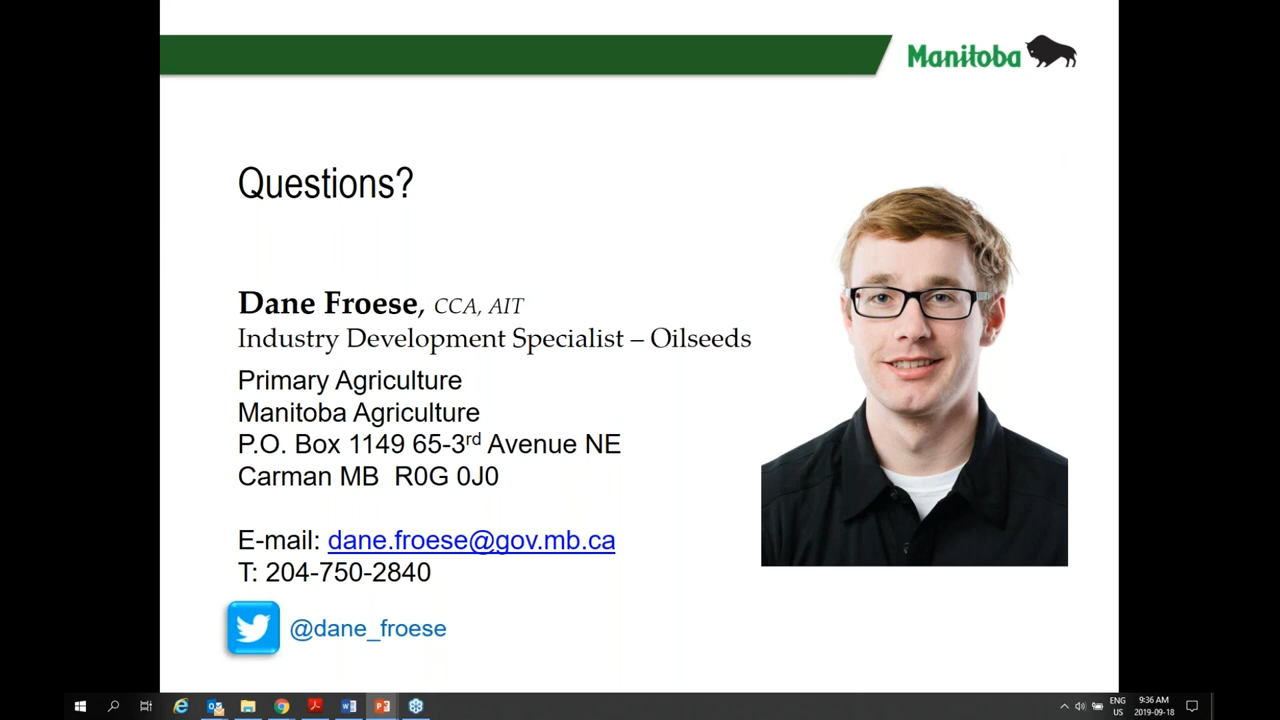 Manitoba
Questions?
Dane Froese, CCA, AIT
Industry Development Specialist – Oilseeds
Primary Agriculture
Manitoba Agriculture
P.O. Box 1149 65-3rd Avenue NE
Carman MB  R0G 0J0
E-mail: dane.froese@gov.mb.ca
T: 204-750-2840
@dane_froese
ENG
US
9:36 AM
2019-09-18